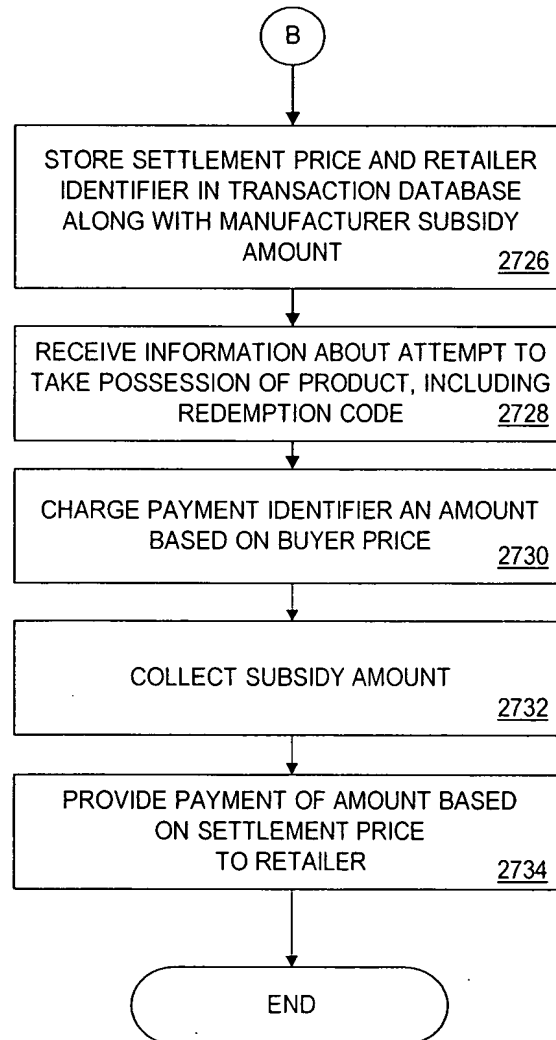 B
STORE SETTLEMENT PRICE AND RETAILER
IDENTIFIER IN TRANSACTION DATABASE
ALONG WITH MANUFACTURER SUBSIDY
AMOUNT
2726
RECEIVE INFORMATION ABOUT ATTEMPT TO
TAKE POSSESSION OF PRODUCT, INCLUDING
REDEMPTION CODE 2728
CHARGE PAYMENT IDENTIFIER AN AMOUNT
BASED ON BUYER PRICE
2730
COLLECT SUBSIDY AMOUNT
2732
PROVIDE PAYMENT OF AMOUNT BASED
ON SETTLEMENT PRICE
TO RETAILER 2734
END